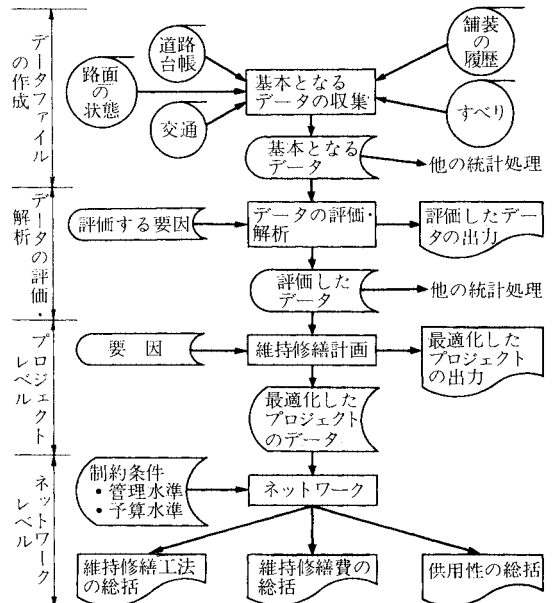 データファイル
の作成
路面
の
状態
道路
台帳
交通
舗装
の
履歴
すべり
基本となる
データの収集
基本となる
データ
他の統計処理
データの評価・
解析
評価する要因
データの評価・
解析
評価したデー
タの出力
評価した
データ
他の統計処理
プロジェクト
レベル
要 因
維持修繕計画
最適化した
プロジェクト
の出力
最適化した
プロジェクト
のデータ
ネットワーク
レベル
制約条件
・管理水準
・予算水準
ネットワーク
維持修繕工法
の総括
維持修繕費の
総括
供用性の総括